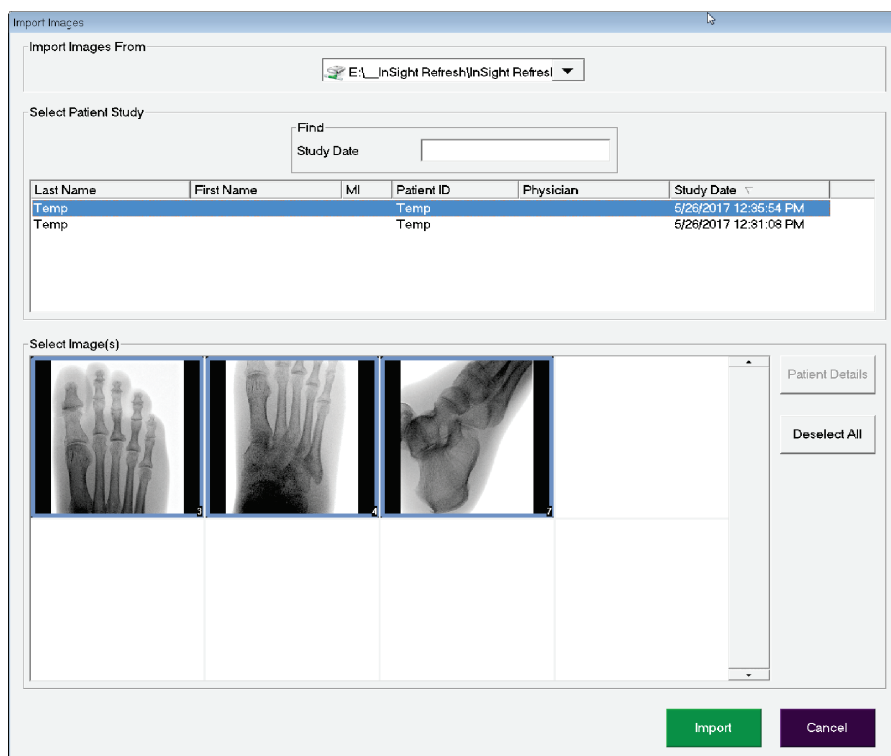 Import Images
Import Images From
E:\__InSight Refresh\InSight Refresl
Select Patient Study
Find
Study Date
Last Name First Name MI Patient ID Physician Study Date
Temp Temp 5/26/2017 12:35:54 PM
Temp Temp 5/26/2017 12:31:08 PM
Select Image(s)
3 4 7
Patient Details
Deselect All
Import Cancel